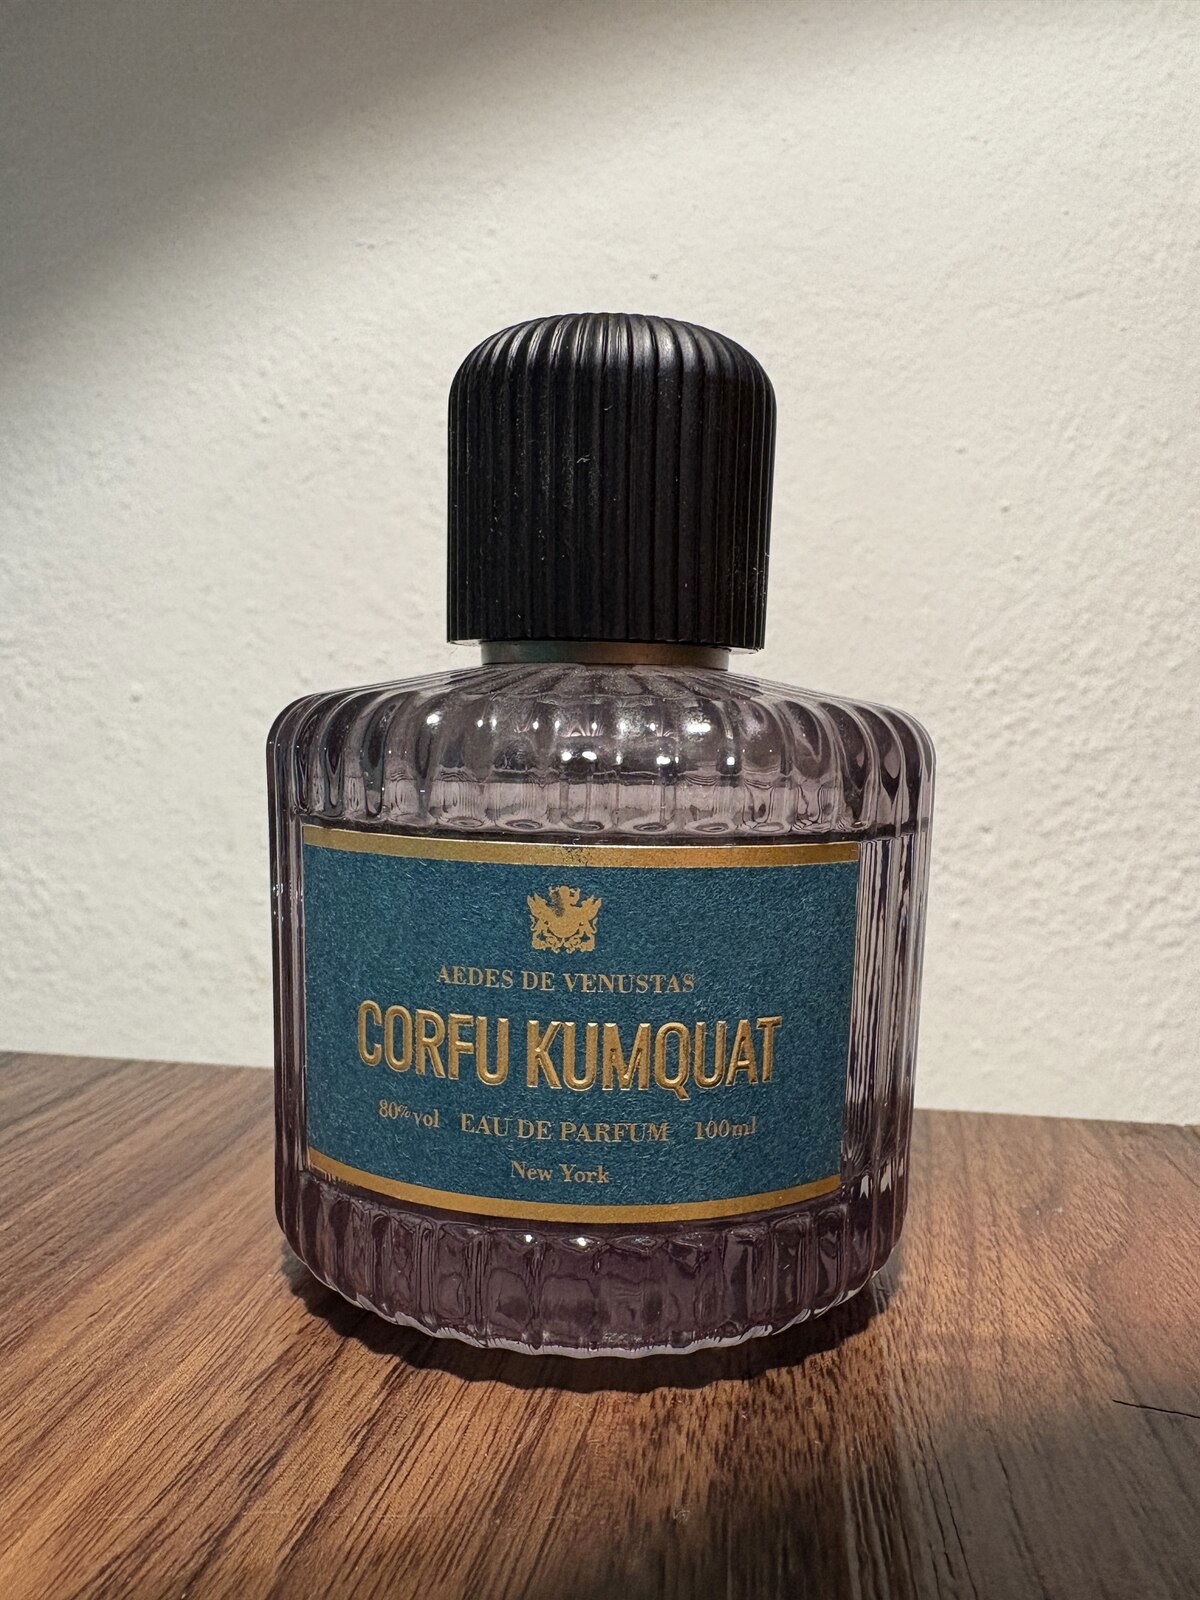 AEDES DE VENUSTAS
CORFU KUMQUAT
80% vol EAU DE PARFUM 100ml
New York